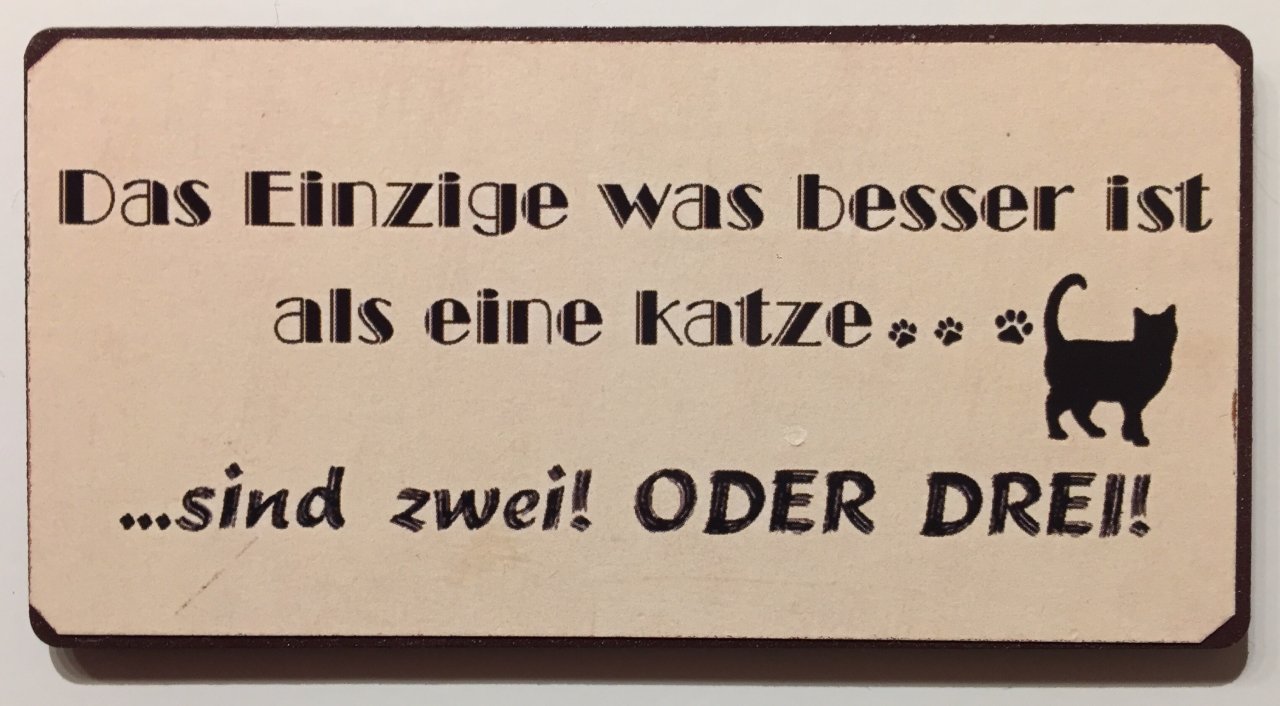 Das Einzige was besser ist
als eine katze...
...sind zwei! ODER DREI!